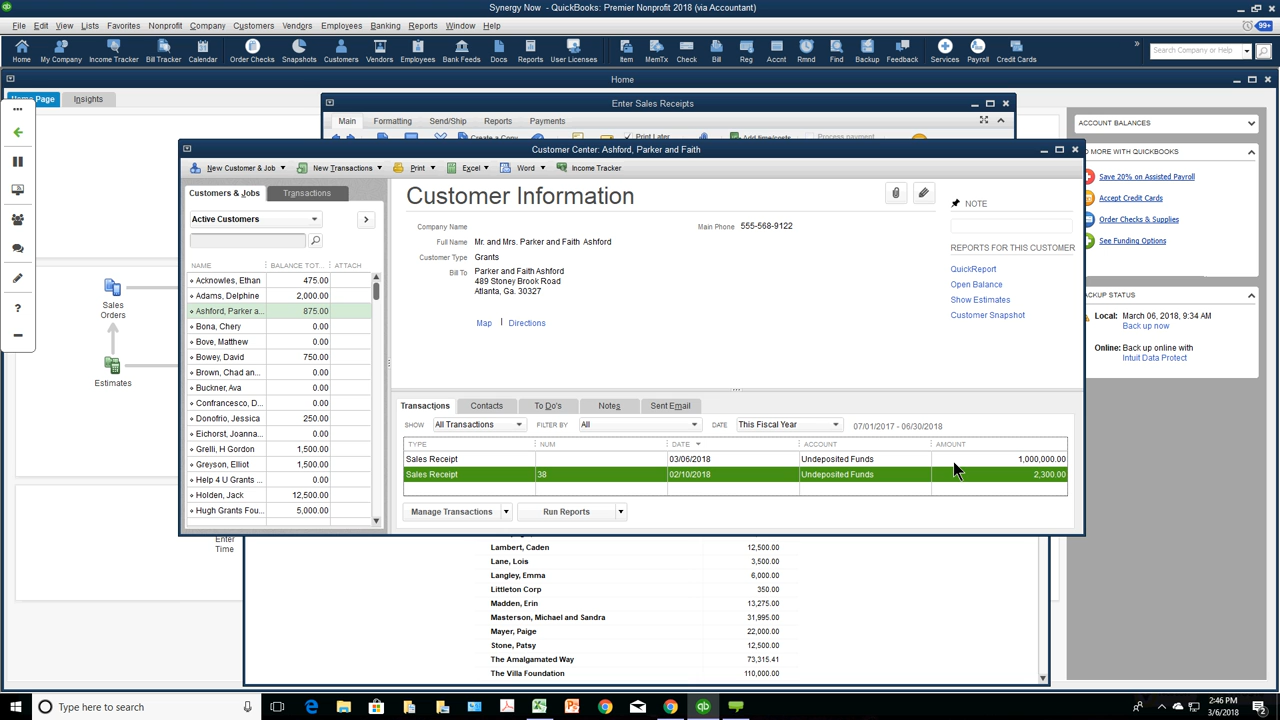 Synergy Now - QuickBooks: Premier Nonprofit 2018 (via Accountant)
File Edit View Lists Favorites Nonprofit Company Customers Vendors Employees Banking Reports Window Help
99+
Home My Company Income Tracker Bill Tracker Calendar Order Checks Snapshots Customers Vendors Employees Bank Feeds Docs Reports User Licenses Item MemTx Check Bill Reg Accnt Rmnd Find Backup Feedback Services Payroll Credit Cards
Search Company or Help
Home
Insights
Enter Sales Receipts
Main Formatting Send/Ship Reports Payments
Customer Center: Ashford, Parker and Faith
New Customer & Job New Transactions Print Excel Word Income Tracker
Customers & Jobs Transactions
Active Customers
NAME BALANCE TOT... ATTACH
Acknowles, Ethan 475.00
Adams, Delphine 2,000.00
Ashford, Parker a... 875.00
Bona, Chery 0.00
Bove, Matthew 0.00
Bowey, David 750.00
Brown, Chad an... 0.00
Buckner, Ava 0.00
Confrancesco, D... 0.00
Donofrio, Jessica 250.00
Eichorst, Joanna... 0.00
Grelli, H Gordon 1,500.00
Greyson, Elliot 1,500.00
Help 4 U Grants ... 0.00
Holden, Jack 12,500.00
Hugh Grants Fou... 5,000.00
Customer Information
Company Name
Full Name Mr. and Mrs. Parker and Faith Ashford
Customer Type Grants
Bill To Parker and Faith Ashford
489 Stoney Brook Road
Atlanta, Ga. 30327
Map | Directions
Main Phone 555-568-9122
NOTE
REPORTS FOR THIS CUSTOMER
QuickReport
Open Balance
Show Estimates
Customer Snapshot
Transactions Contacts To Do's Notes Sent Email
SHOW All Transactions FILTER BY All DATE This Fiscal Year 07/01/2017 - 06/30/2018
TYPE NUM DATE ACCOUNT AMOUNT
Sales Receipt 03/06/2018 Undeposited Funds 1,000,000.00
Sales Receipt 38 02/10/2018 Undeposited Funds 2,300.00
Manage Transactions Run Reports
Sales
Orders
Estimates
Enter
Time
Lambert, Caden 12,500.00
Lane, Lois 3,500.00
Langley, Emma 6,000.00
Littleton Corp 350.00
Madden, Erin 13,275.00
Masterson, Michael and Sandra 31,995.00
Mayer, Paige 22,000.00
Stone, Patsy 12,500.00
The Amalgamated Way 73,315.41
The Villa Foundation 110,000.00
ACCOUNT BALANCES
MORE WITH QUICKBOOKS
Save 20% on Assisted Payroll
Accept Credit Cards
Order Checks & Supplies
See Funding Options
STATUS
Local: March 06, 2018, 9:34 AM
Back up now
Online: Back up online with
Intuit Data Protect
Type here to search
2:46 PM
3/6/2018
2